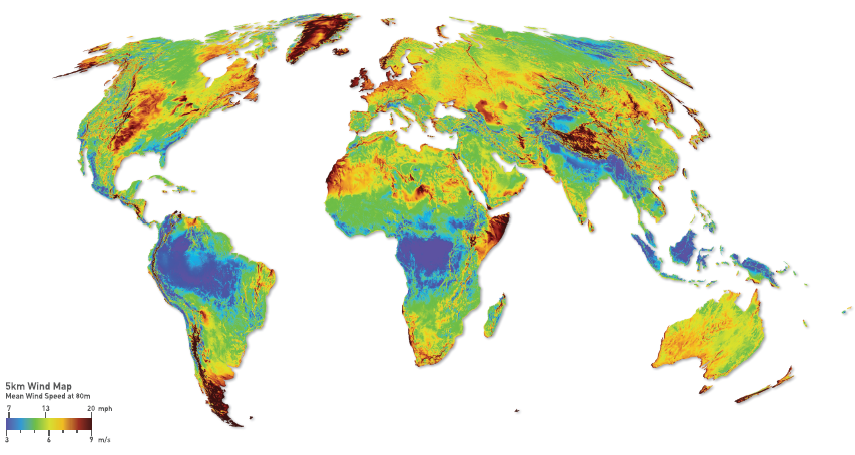 5km Wind Map
Mean Wind Speed at 80m
7 13 20 mph
3 6 9 m/s